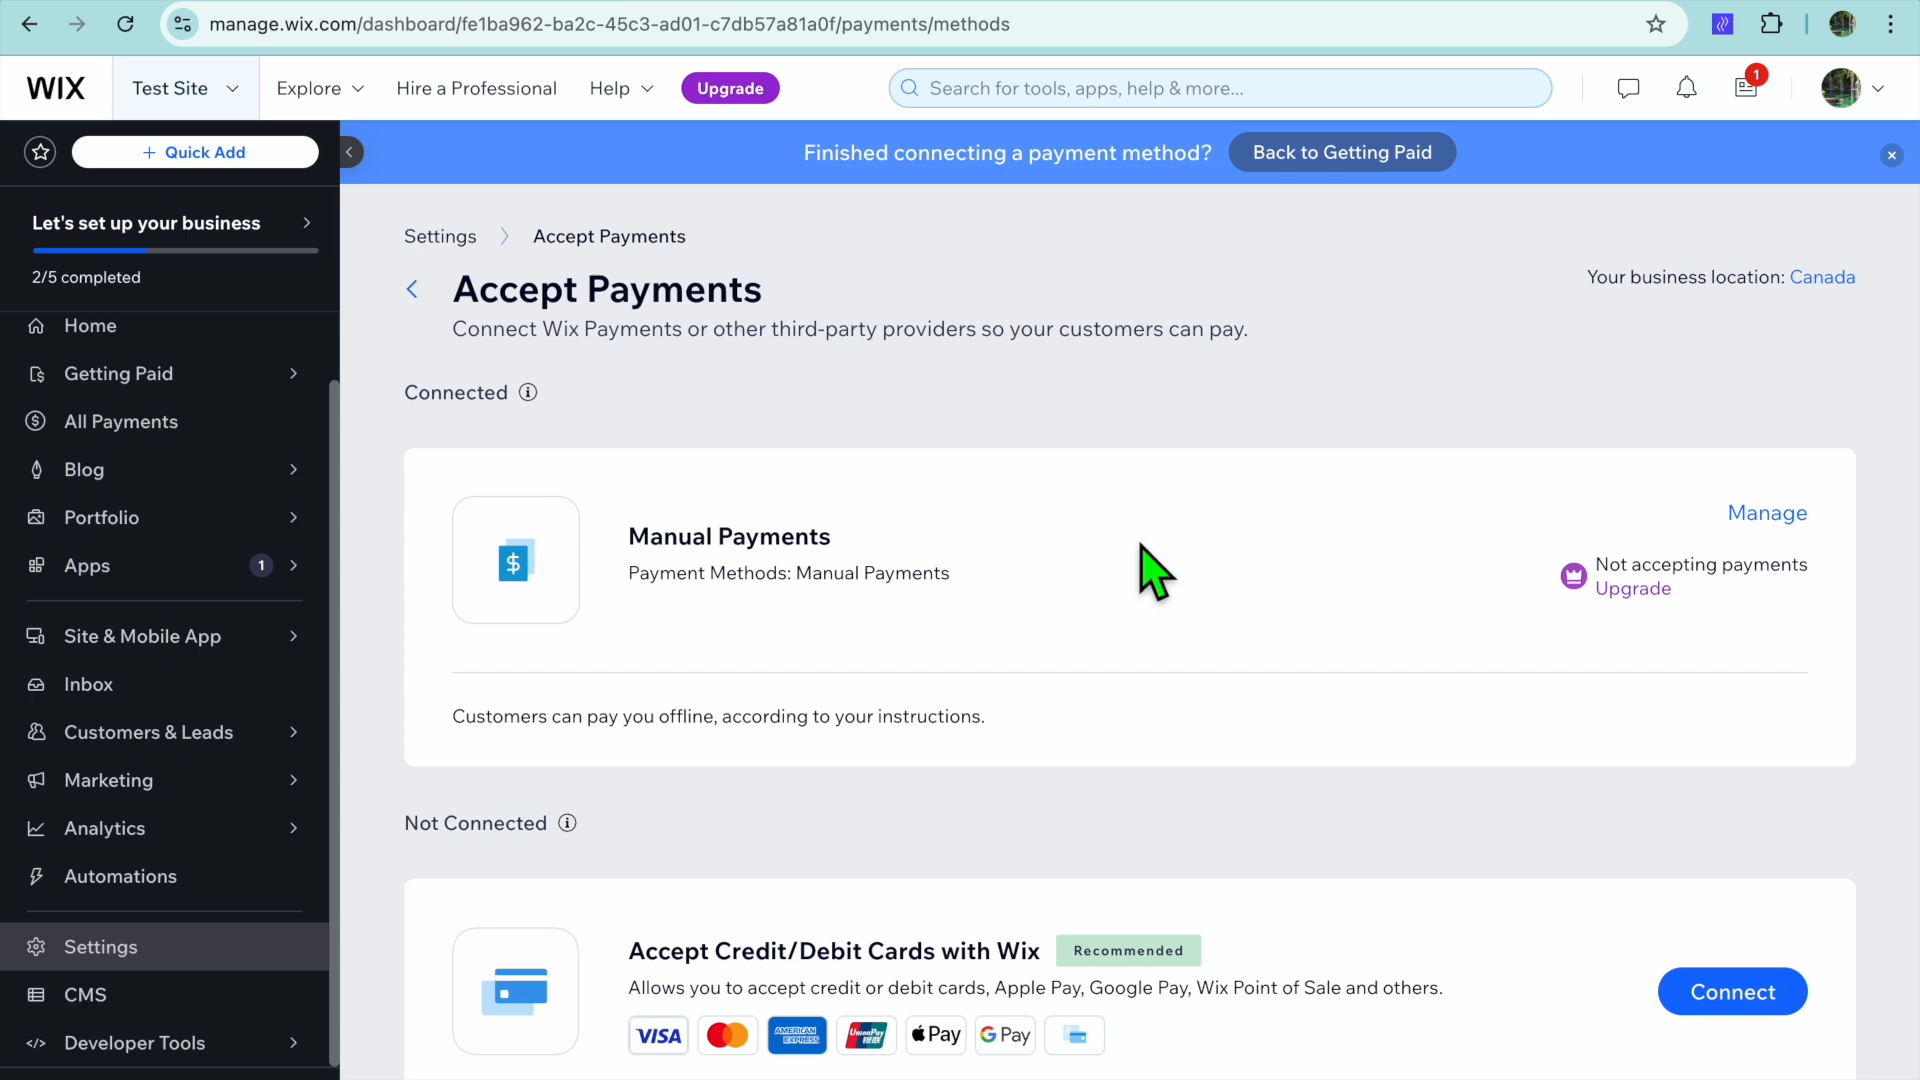 manage.wix.com/dashboard/fe1ba962-ba2c-45c3-ad01-c7db57a81a0f/payments/methods
WIX
Test Site
Explore
Hire a Professional
Help
Upgrade
Search for tools, apps, help & more...
1
+ Quick Add
Finished connecting a payment method?
Back to Getting Paid
Let's set up your business
2/5 completed
Home
Getting Paid
All Payments
Blog
Portfolio
Apps
1
Site & Mobile App
Inbox
Customers & Leads
Marketing
Analytics
Automations
Settings
CMS
Developer Tools
Settings
Accept Payments
Accept Payments
Your business location: Canada
Connect Wix Payments or other third-party providers so your customers can pay.
Connected
Manual Payments
Payment Methods: Manual Payments
Manage
Not accepting payments
Upgrade
Customers can pay you offline, according to your instructions.
Not Connected
Accept Credit/Debit Cards with Wix
Recommended
Allows you to accept credit or debit cards, Apple Pay, Google Pay, Wix Point of Sale and others.
Connect
VISA
AMERICAN EXPRESS
UnionPay
银联
Pay
G Pay